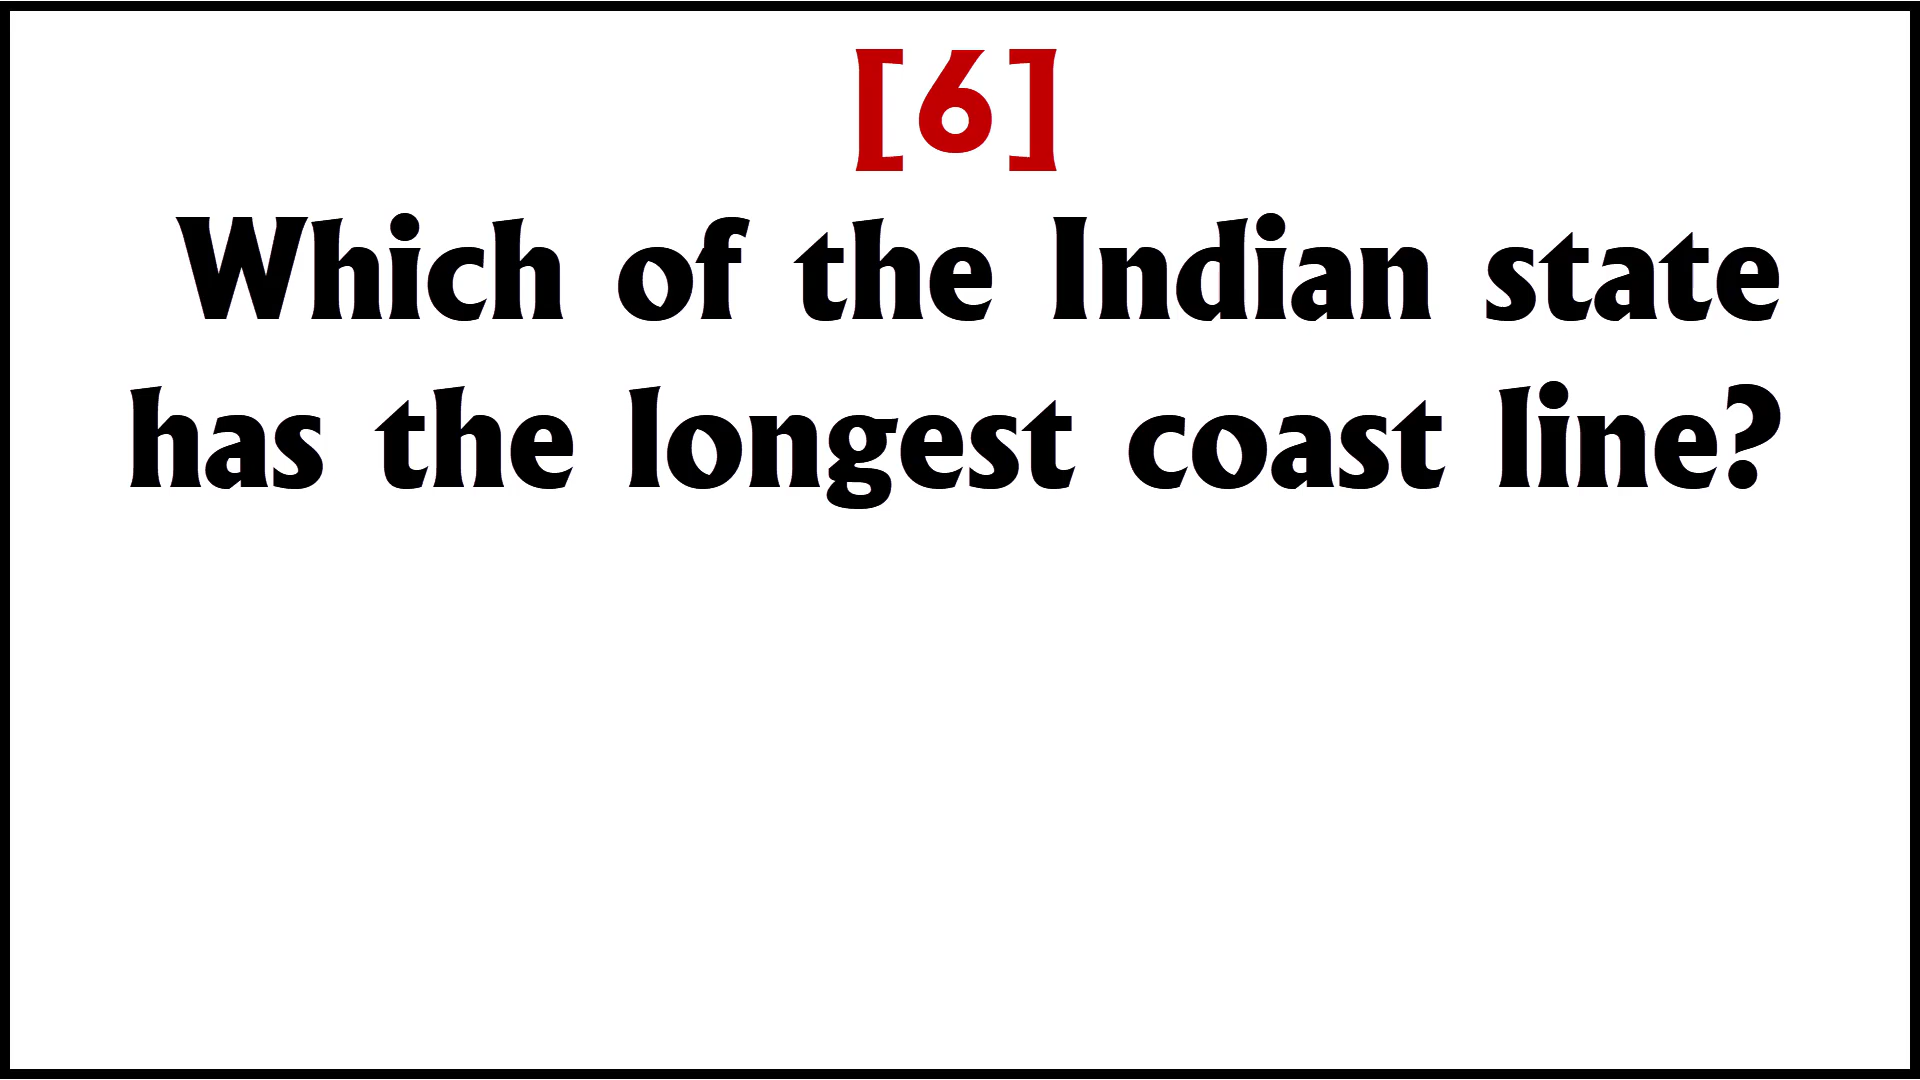 [6]
Which of the Indian state
has the longest coast line?